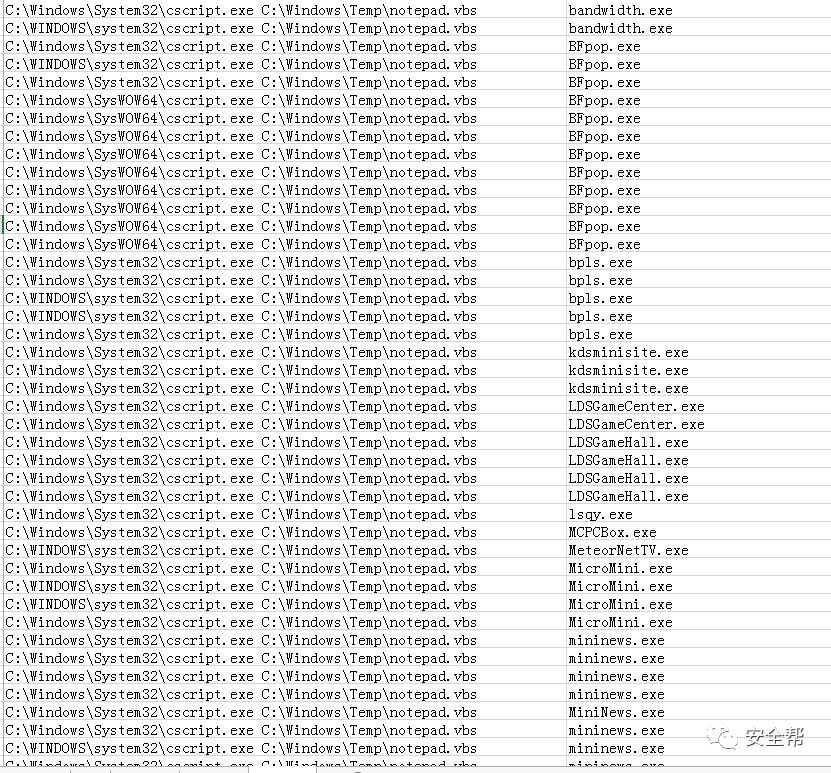 C:\Windows\System32\cscript.exe C:\Windows\Temp\notepad.vbs bandwidth.exe
C:\WINDOWS\system32\cscript.exe C:\Windows\Temp\notepad.vbs bandwidth.exe
C:\Windows\System32\cscript.exe C:\Windows\Temp\notepad.vbs BFpop.exe
C:\WINDOWS\system32\cscript.exe C:\Windows\Temp\notepad.vbs BFpop.exe
C:\Windows\System32\cscript.exe C:\Windows\Temp\notepad.vbs BFpop.exe
C:\Windows\SysWOW64\cscript.exe C:\Windows\Temp\notepad.vbs BFpop.exe
C:\Windows\SysWOW64\cscript.exe C:\Windows\Temp\notepad.vbs BFpop.exe
C:\Windows\SysWOW64\cscript.exe C:\Windows\Temp\notepad.vbs BFpop.exe
C:\Windows\SysWOW64\cscript.exe C:\Windows\Temp\notepad.vbs BFpop.exe
C:\Windows\SysWOW64\cscript.exe C:\Windows\Temp\notepad.vbs BFpop.exe
C:\Windows\SysWOW64\cscript.exe C:\Windows\Temp\notepad.vbs BFpop.exe
C:\Windows\SysWOW64\cscript.exe C:\Windows\Temp\notepad.vbs BFpop.exe
C:\Windows\SysWOW64\cscript.exe C:\Windows\Temp\notepad.vbs BFpop.exe
C:\Windows\SysWOW64\cscript.exe C:\Windows\Temp\notepad.vbs BFpop.exe
C:\Windows\System32\cscript.exe C:\Windows\Temp\notepad.vbs bpls.exe
C:\Windows\System32\cscript.exe C:\Windows\Temp\notepad.vbs bpls.exe
C:\WINDOWS\system32\cscript.exe C:\Windows\Temp\notepad.vbs bpls.exe
C:\WINDOWS\system32\cscript.exe C:\Windows\Temp\notepad.vbs bpls.exe
C:\windows\System32\cscript.exe C:\Windows\Temp\notepad.vbs bpls.exe
C:\Windows\System32\cscript.exe C:\Windows\Temp\notepad.vbs kdsminisite.exe
C:\Windows\System32\cscript.exe C:\Windows\Temp\notepad.vbs kdsminisite.exe
C:\Windows\System32\cscript.exe C:\Windows\Temp\notepad.vbs kdsminisite.exe
C:\Windows\System32\cscript.exe C:\Windows\Temp\notepad.vbs LDSGameCenter.exe
C:\Windows\System32\cscript.exe C:\Windows\Temp\notepad.vbs LDSGameCenter.exe
C:\Windows\System32\cscript.exe C:\Windows\Temp\notepad.vbs LDSGameHall.exe
C:\Windows\System32\cscript.exe C:\Windows\Temp\notepad.vbs LDSGameHall.exe
C:\Windows\System32\cscript.exe C:\Windows\Temp\notepad.vbs LDSGameHall.exe
C:\Windows\System32\cscript.exe C:\Windows\Temp\notepad.vbs LDSGameHall.exe
C:\Windows\System32\cscript.exe C:\Windows\Temp\notepad.vbs lsqy.exe
C:\Windows\System32\cscript.exe C:\Windows\Temp\notepad.vbs MCPCBox.exe
C:\WINDOWS\system32\cscript.exe C:\Windows\Temp\notepad.vbs MeteorNetTV.exe
C:\Windows\System32\cscript.exe C:\Windows\Temp\notepad.vbs MicroMini.exe
C:\WINDOWS\system32\cscript.exe C:\Windows\Temp\notepad.vbs MicroMini.exe
C:\WINDOWS\system32\cscript.exe C:\Windows\Temp\notepad.vbs MicroMini.exe
C:\Windows\System32\cscript.exe C:\Windows\Temp\notepad.vbs MicroMini.exe
C:\Windows\System32\cscript.exe C:\Windows\Temp\notepad.vbs mininews.exe
C:\Windows\System32\cscript.exe C:\Windows\Temp\notepad.vbs mininews.exe
C:\Windows\System32\cscript.exe C:\Windows\Temp\notepad.vbs mininews.exe
C:\Windows\System32\cscript.exe C:\Windows\Temp\notepad.vbs mininews.exe
C:\Windows\System32\cscript.exe C:\Windows\Temp\notepad.vbs MiniNews.exe
C:\Windows\System32\cscript.exe C:\Windows\Temp\notepad.vbs mininews.exe
C:\WINDOWS\system32\cscript.exe C:\Windows\Temp\notepad.vbs mininews.exe
安全帮